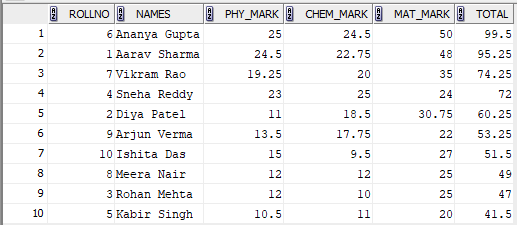 ROLLNO NAMES PHY_MARK CHEM_MARK MAT_MARK TOTAL
1 6 Ananya Gupta 25 24.5 50 99.5
2 1 Aarav Sharma 24.5 22.75 48 95.25
3 7 Vikram Rao 19.25 20 35 74.25
4 4 Sneha Reddy 23 25 24 72
5 2 Diya Patel 11 18.5 30.75 60.25
6 9 Arjun Verma 13.5 17.75 22 53.25
7 10 Ishita Das 15 9.5 27 51.5
8 8 Meera Nair 12 12 25 49
9 3 Rohan Mehta 12 10 25 47
10 5 Kabir Singh 10.5 11 20 41.5